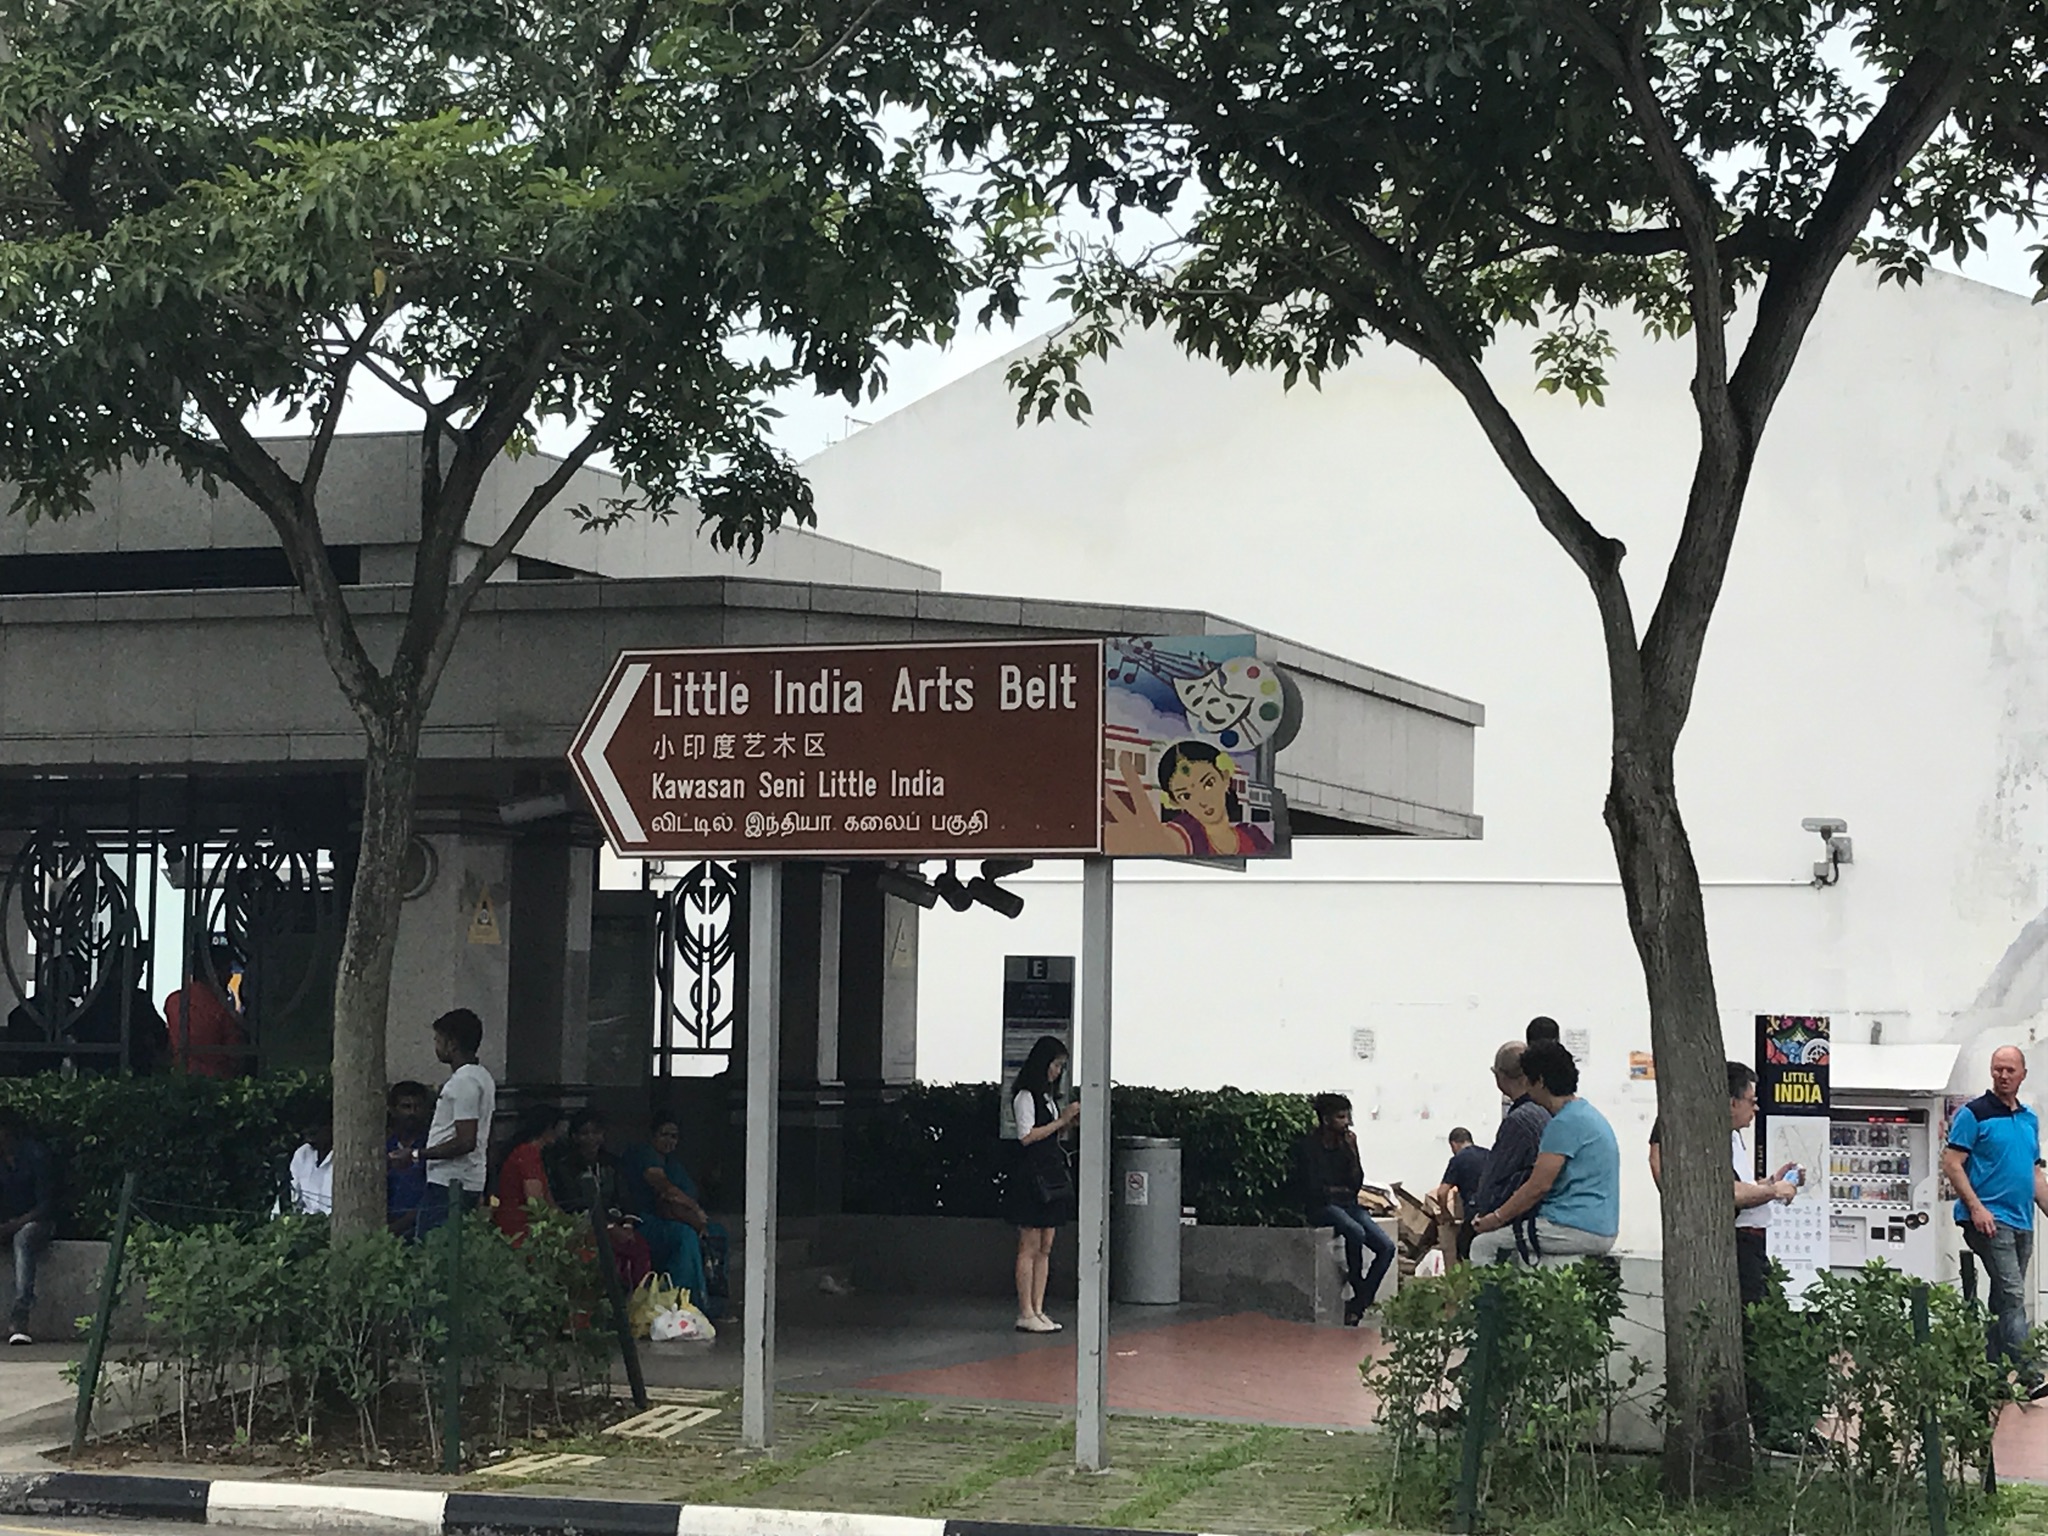 Little India Arts Belt
小印度艺术区
Kawasan Seni Little India
லிட்டில் இந்தியா கலைப் பகுதி
E
LITTLE
INDIA